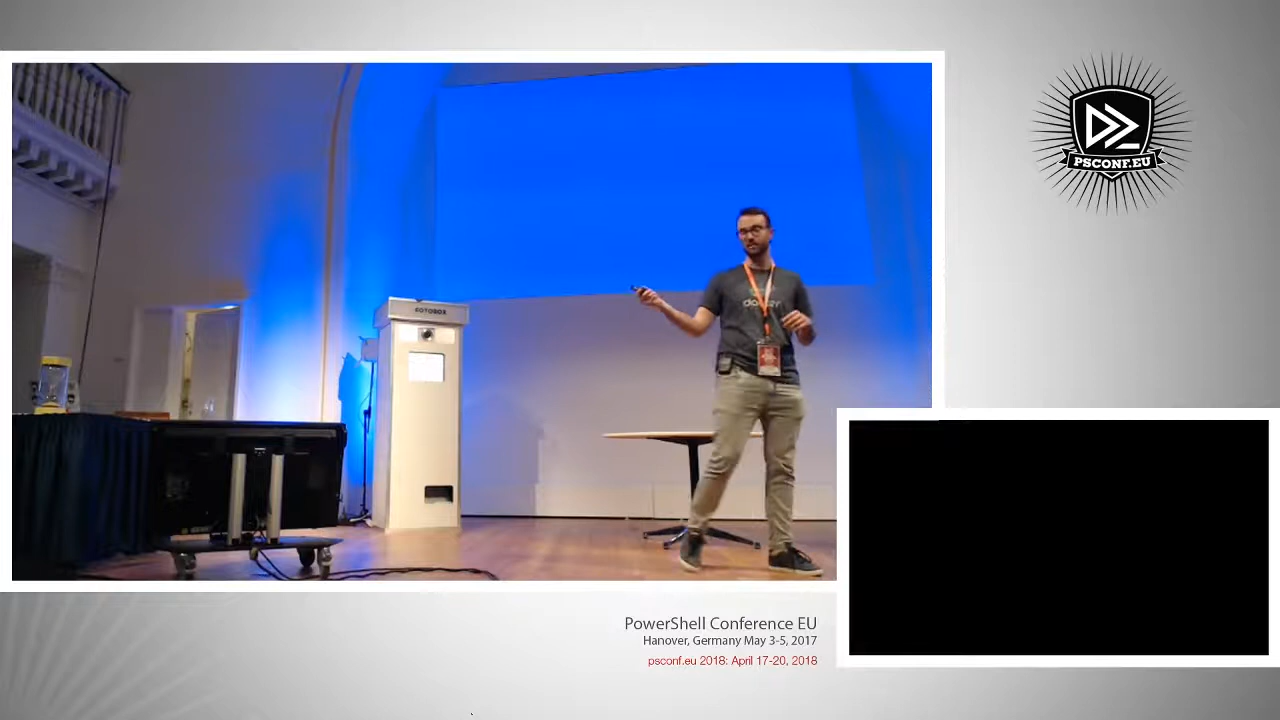 PSCONF.EU
FOTOBOX
docker
PowerShell Conference EU
Hanover, Germany May 3-5, 2017
psconf.eu 2018: April 17-20, 2018